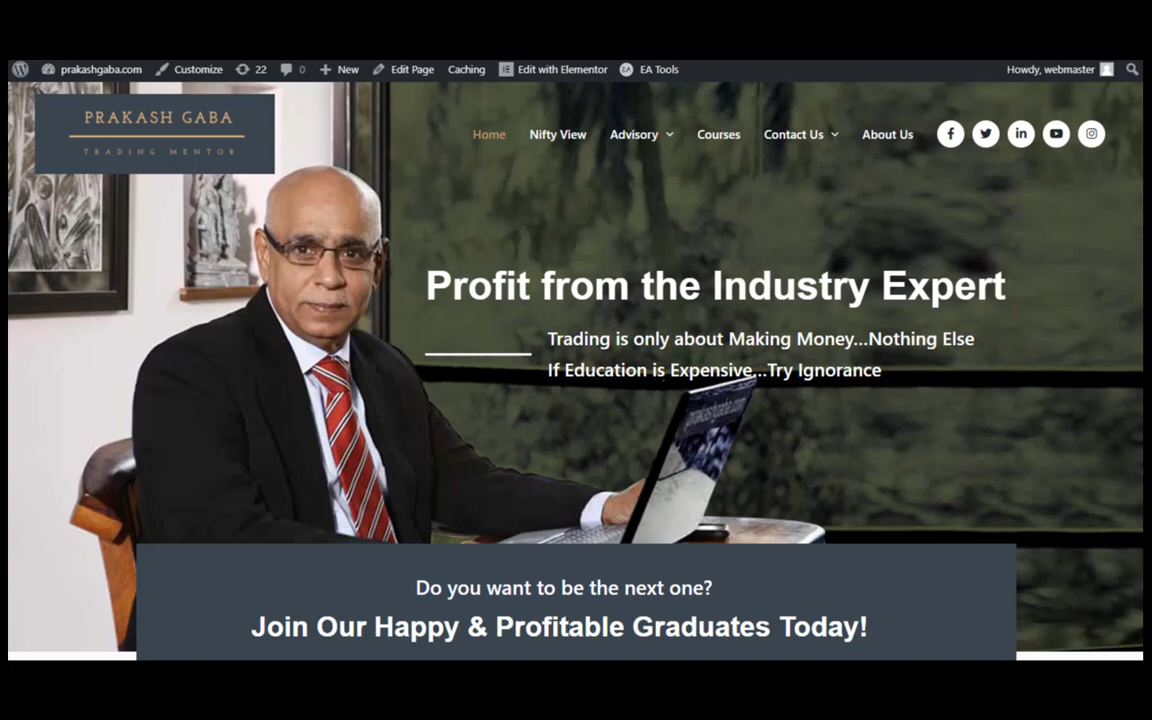 prakashgaba.com Customize 22 0 New Edit Page Caching Edit with Elementor EA Tools Howdy, webmaster
PRAKASH GABA
TRADING MENTOR
Home Nifty View Advisory Courses Contact Us About Us
Profit from the Industry Expert
Trading is only about Making Money...Nothing Else
If Education is Expensive...Try Ignorance
prakashgaba.com
Do you want to be the next one?
Join Our Happy & Profitable Graduates Today!